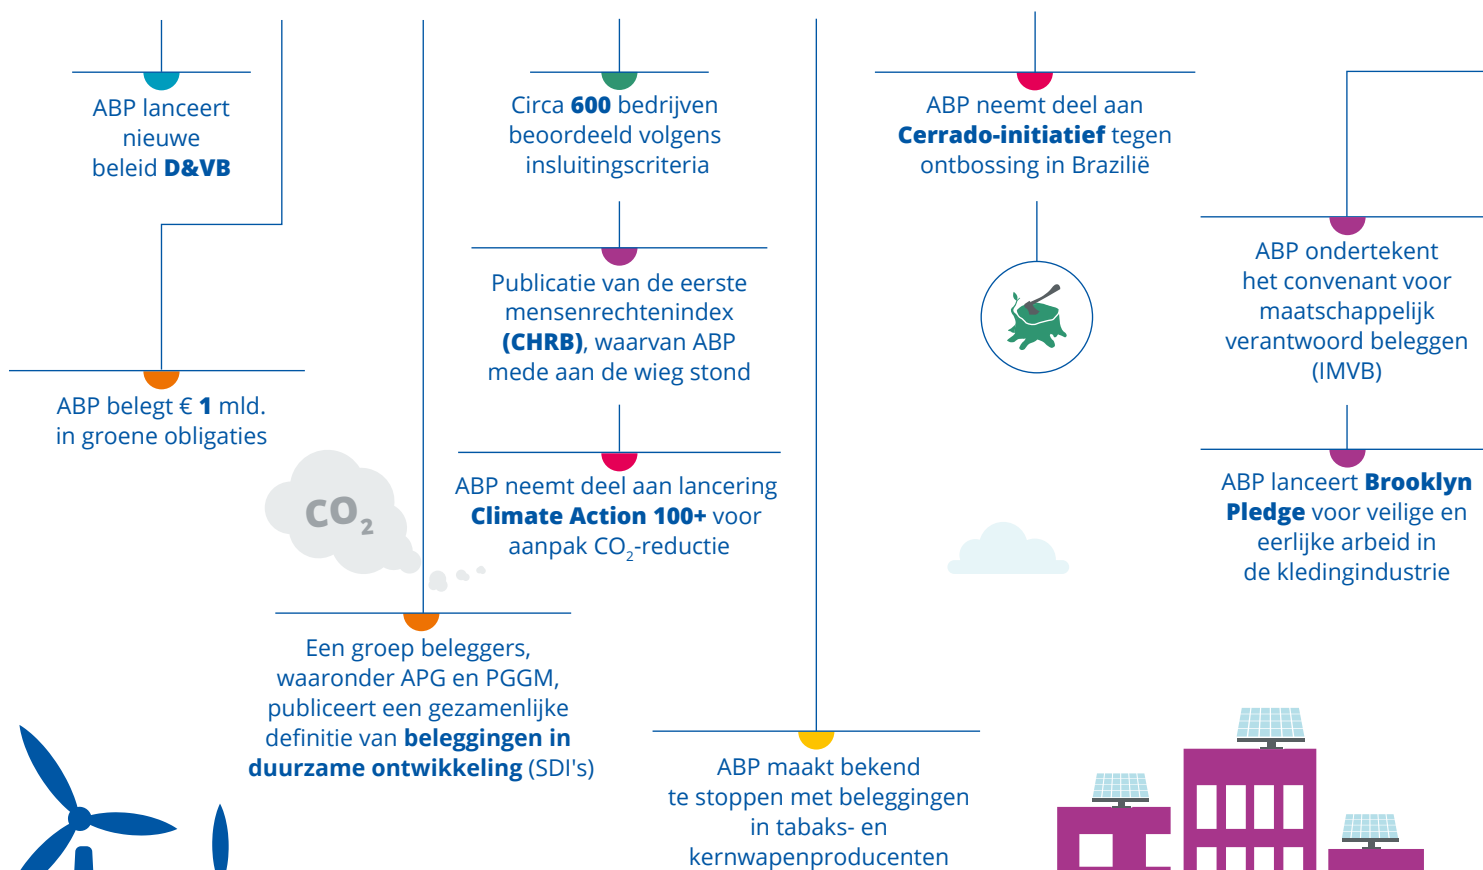 ABP lanceert
nieuwe
beleid D&VB
ABP belegt € 1 mld.
in groene obligaties
CO2
Een groep beleggers,
waaronder APG en PGGM,
publiceert een gezamenlijke
definitie van beleggingen in
duurzame ontwikkeling (SDI's)
Circa 600 bedrijven
beoordeeld volgens
insluitingscriteria
Publicatie van de eerste
mensenrechtenindex
(CHRB), waarvan ABP
mede aan de wieg stond
ABP neemt deel aan lancering
Climate Action 100+ voor
aanpak CO2-reductie
ABP maakt bekend
te stoppen met beleggingen
in tabaks- en
kernwapenproducenten
ABP neemt deel aan
Cerrado-initiatief tegen
ontbossing in Brazilië
ABP ondertekent
het convenant voor
maatschappelijk
verantwoord beleggen
(IMVB)
ABP lanceert Brooklyn
Pledge voor veilige en
eerlijke arbeid in
de kledingindustrie